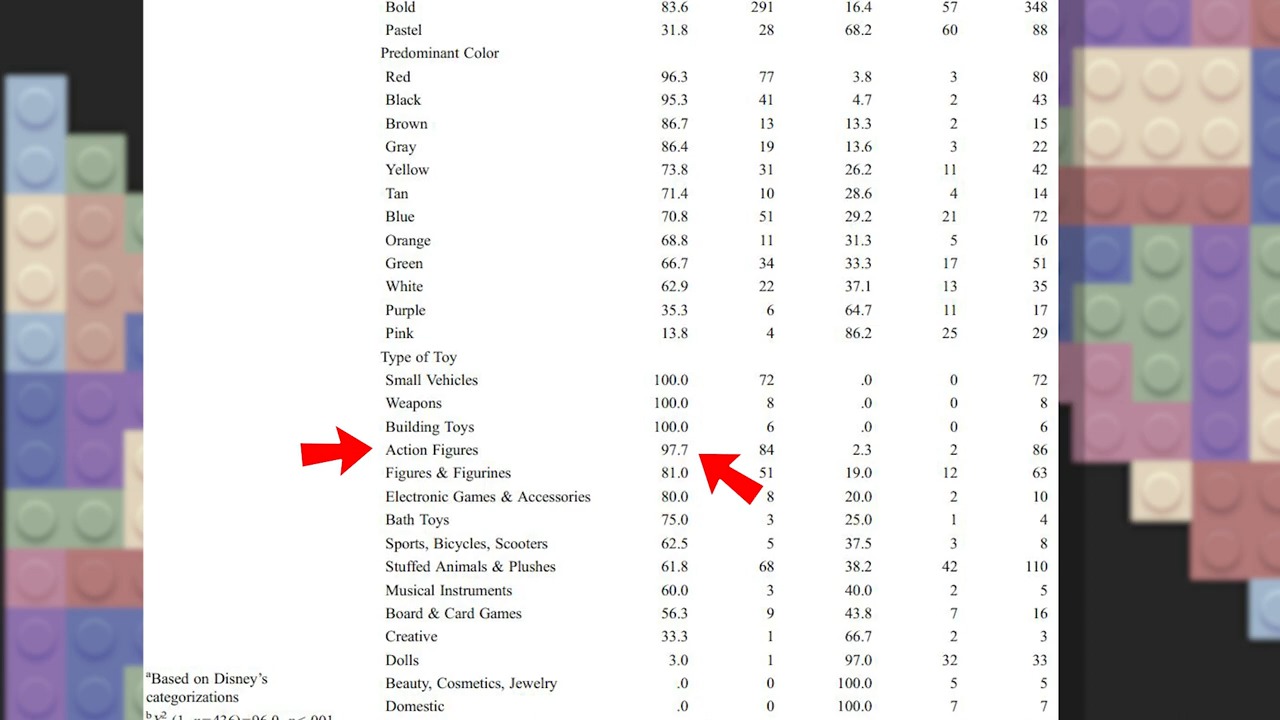 Bold 83.6 291 16.4 57 348
Pastel 31.8 28 68.2 60 88
Predominant Color
Red 96.3 77 3.8 3 80
Black 95.3 41 4.7 2 43
Brown 86.7 13 13.3 2 15
Gray 86.4 19 13.6 3 22
Yellow 73.8 31 26.2 11 42
Tan 71.4 10 28.6 4 14
Blue 70.8 51 29.2 21 72
Orange 68.8 11 31.3 5 16
Green 66.7 34 33.3 17 51
White 62.9 22 37.1 13 35
Purple 35.3 6 64.7 11 17
Pink 13.8 4 86.2 25 29
Type of Toy
Small Vehicles 100.0 72 .0 0 72
Weapons 100.0 8 .0 0 8
Building Toys 100.0 6 .0 0 6
Action Figures 97.7 84 2.3 2 86
Figures & Figurines 81.0 51 19.0 12 63
Electronic Games & Accessories 80.0 8 20.0 2 10
Bath Toys 75.0 3 25.0 1 4
Sports, Bicycles, Scooters 62.5 5 37.5 3 8
Stuffed Animals & Plushes 61.8 68 38.2 42 110
Musical Instruments 60.0 3 40.0 2 5
Board & Card Games 56.3 9 43.8 7 16
Creative 33.3 1 66.7 2 3
Dolls 3.0 1 97.0 32 33
Beauty, Cosmetics, Jewelry .0 0 100.0 5 5
Domestic .0 0 100.0 7 7
aBased on Disney's
categorizations